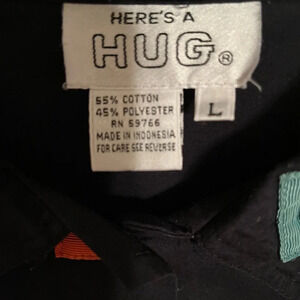 HERE'S A
HUG®
55% COTTON
45% POLYESTER
RN 59766
MADE IN INDONESIA
FOR CARE SEE REVERSE
L